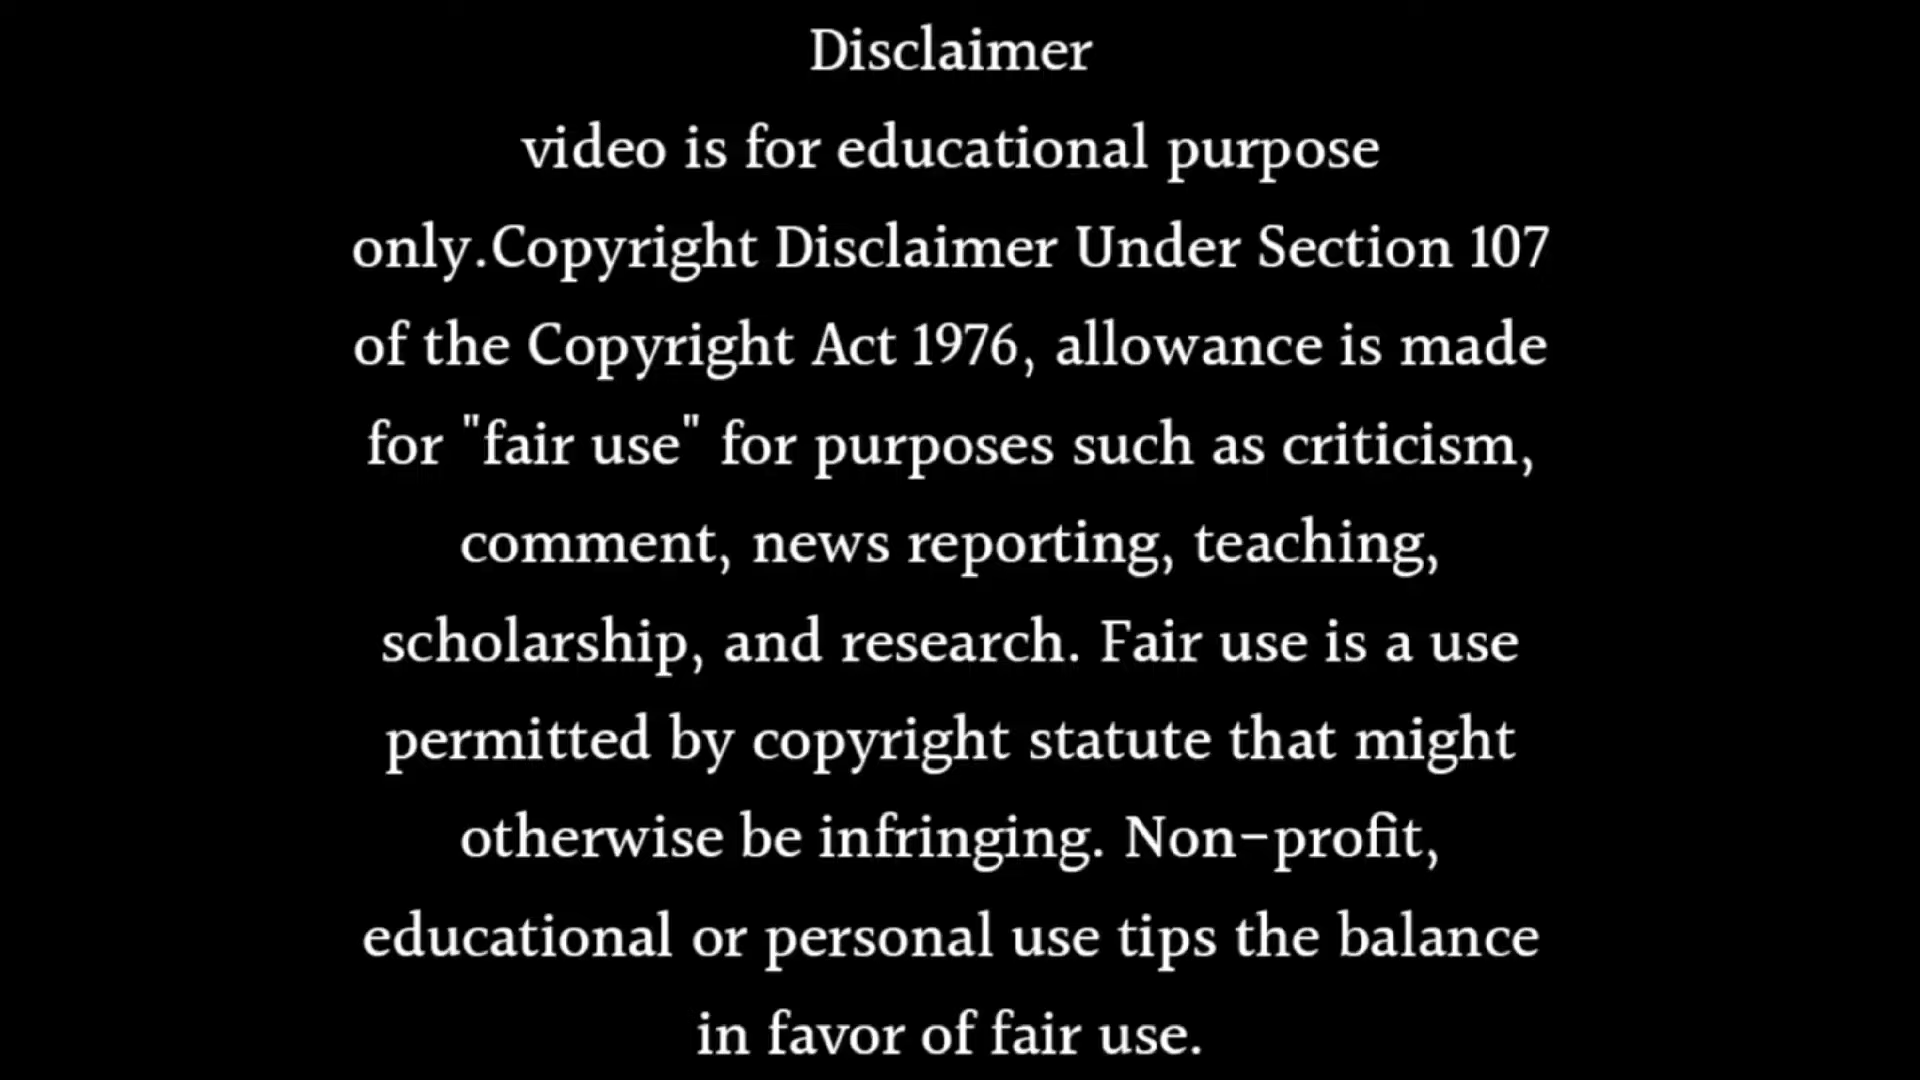 Disclaimer
video is for educational purpose
only.Copyright Disclaimer Under Section 107
of the Copyright Act 1976, allowance is made
for "fair use" for purposes such as criticism,
comment, news reporting, teaching,
scholarship, and research. Fair use is a use
permitted by copyright statute that might
otherwise be infringing. Non-profit,
educational or personal use tips the balance
in favor of fair use.